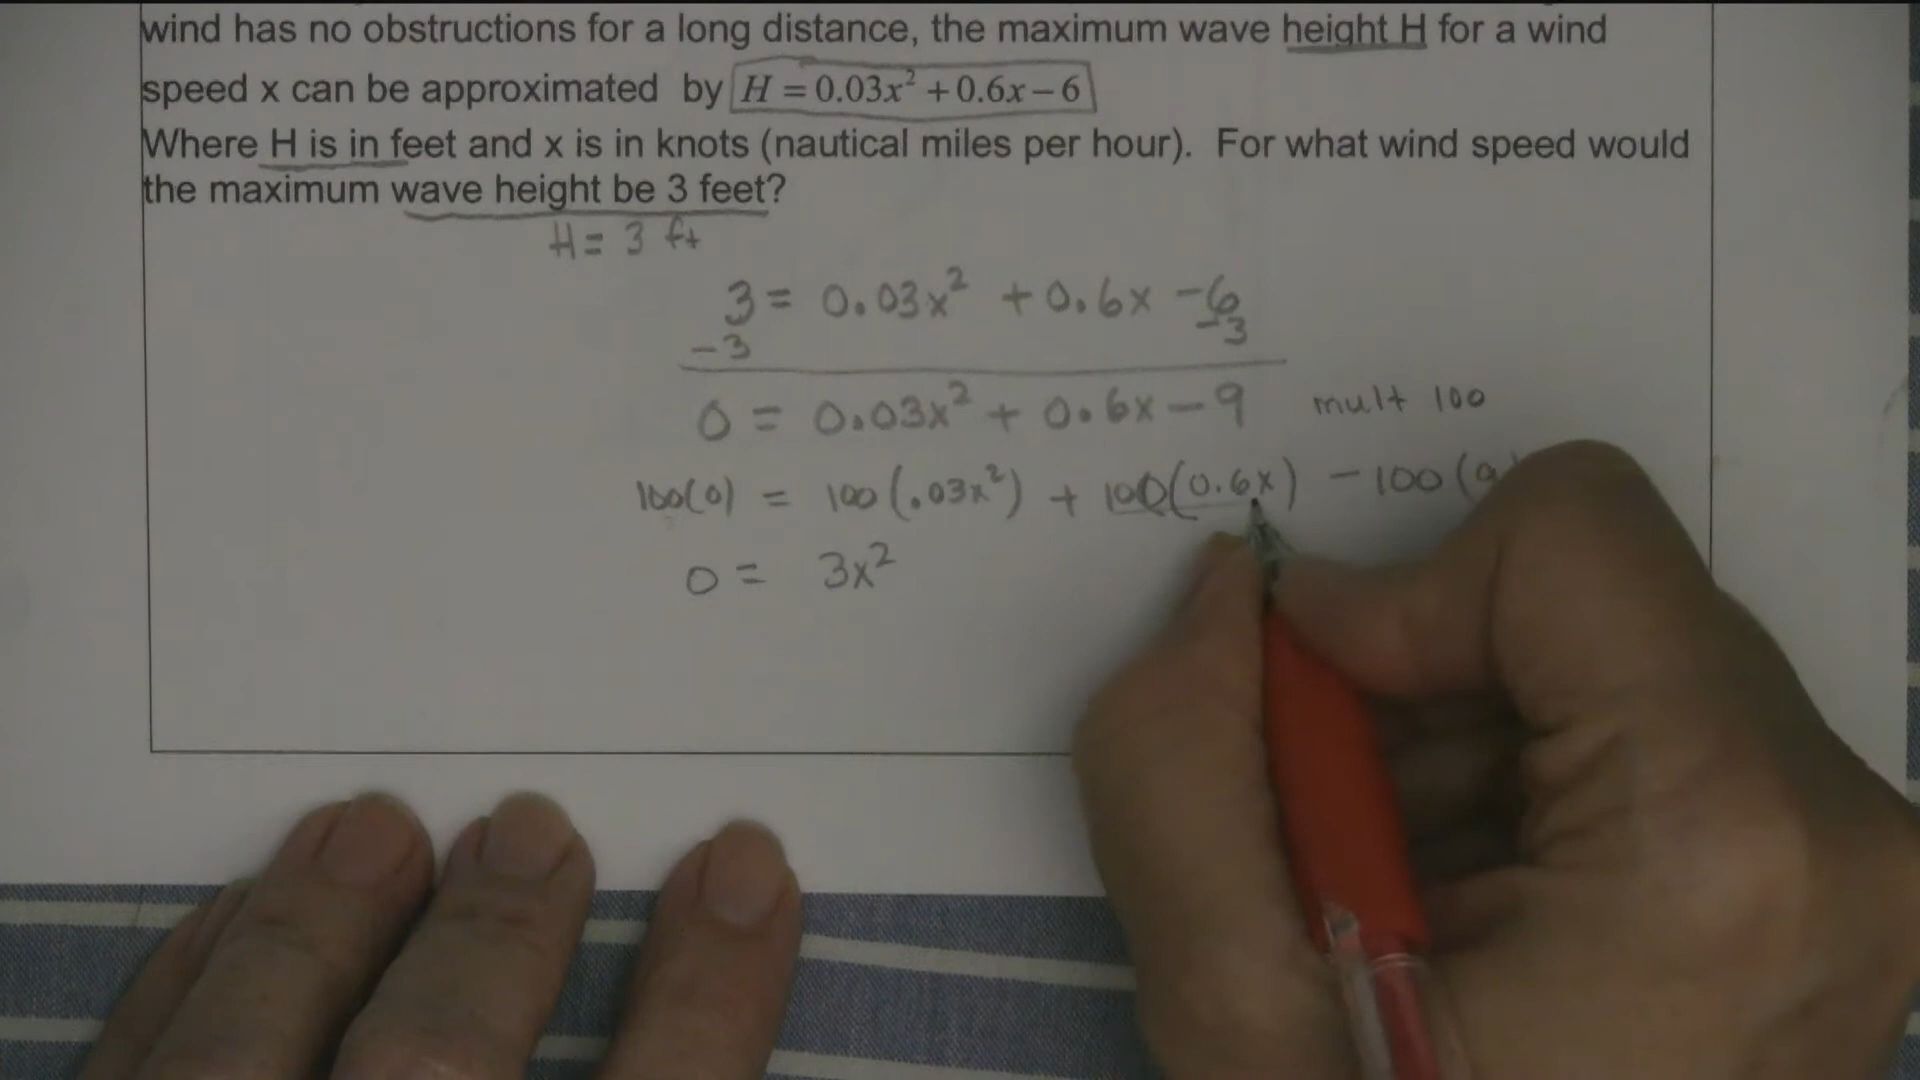 wind has no obstructions for a long distance, the maximum wave height H for a wind
speed x can be approximated by H = 0.03x² + 0.6x − 6
Where H is in feet and x is in knots (nautical miles per hour). For what wind speed would
the maximum wave height be 3 feet?
H = 3 ft
3 = 0.03x² + 0.6x − 6
−3 −3
0 = 0.03x² + 0.6x − 9 mult 100
100(0) = 100(.03x²) + 100(0.6x) − 100(
0 = 3x²